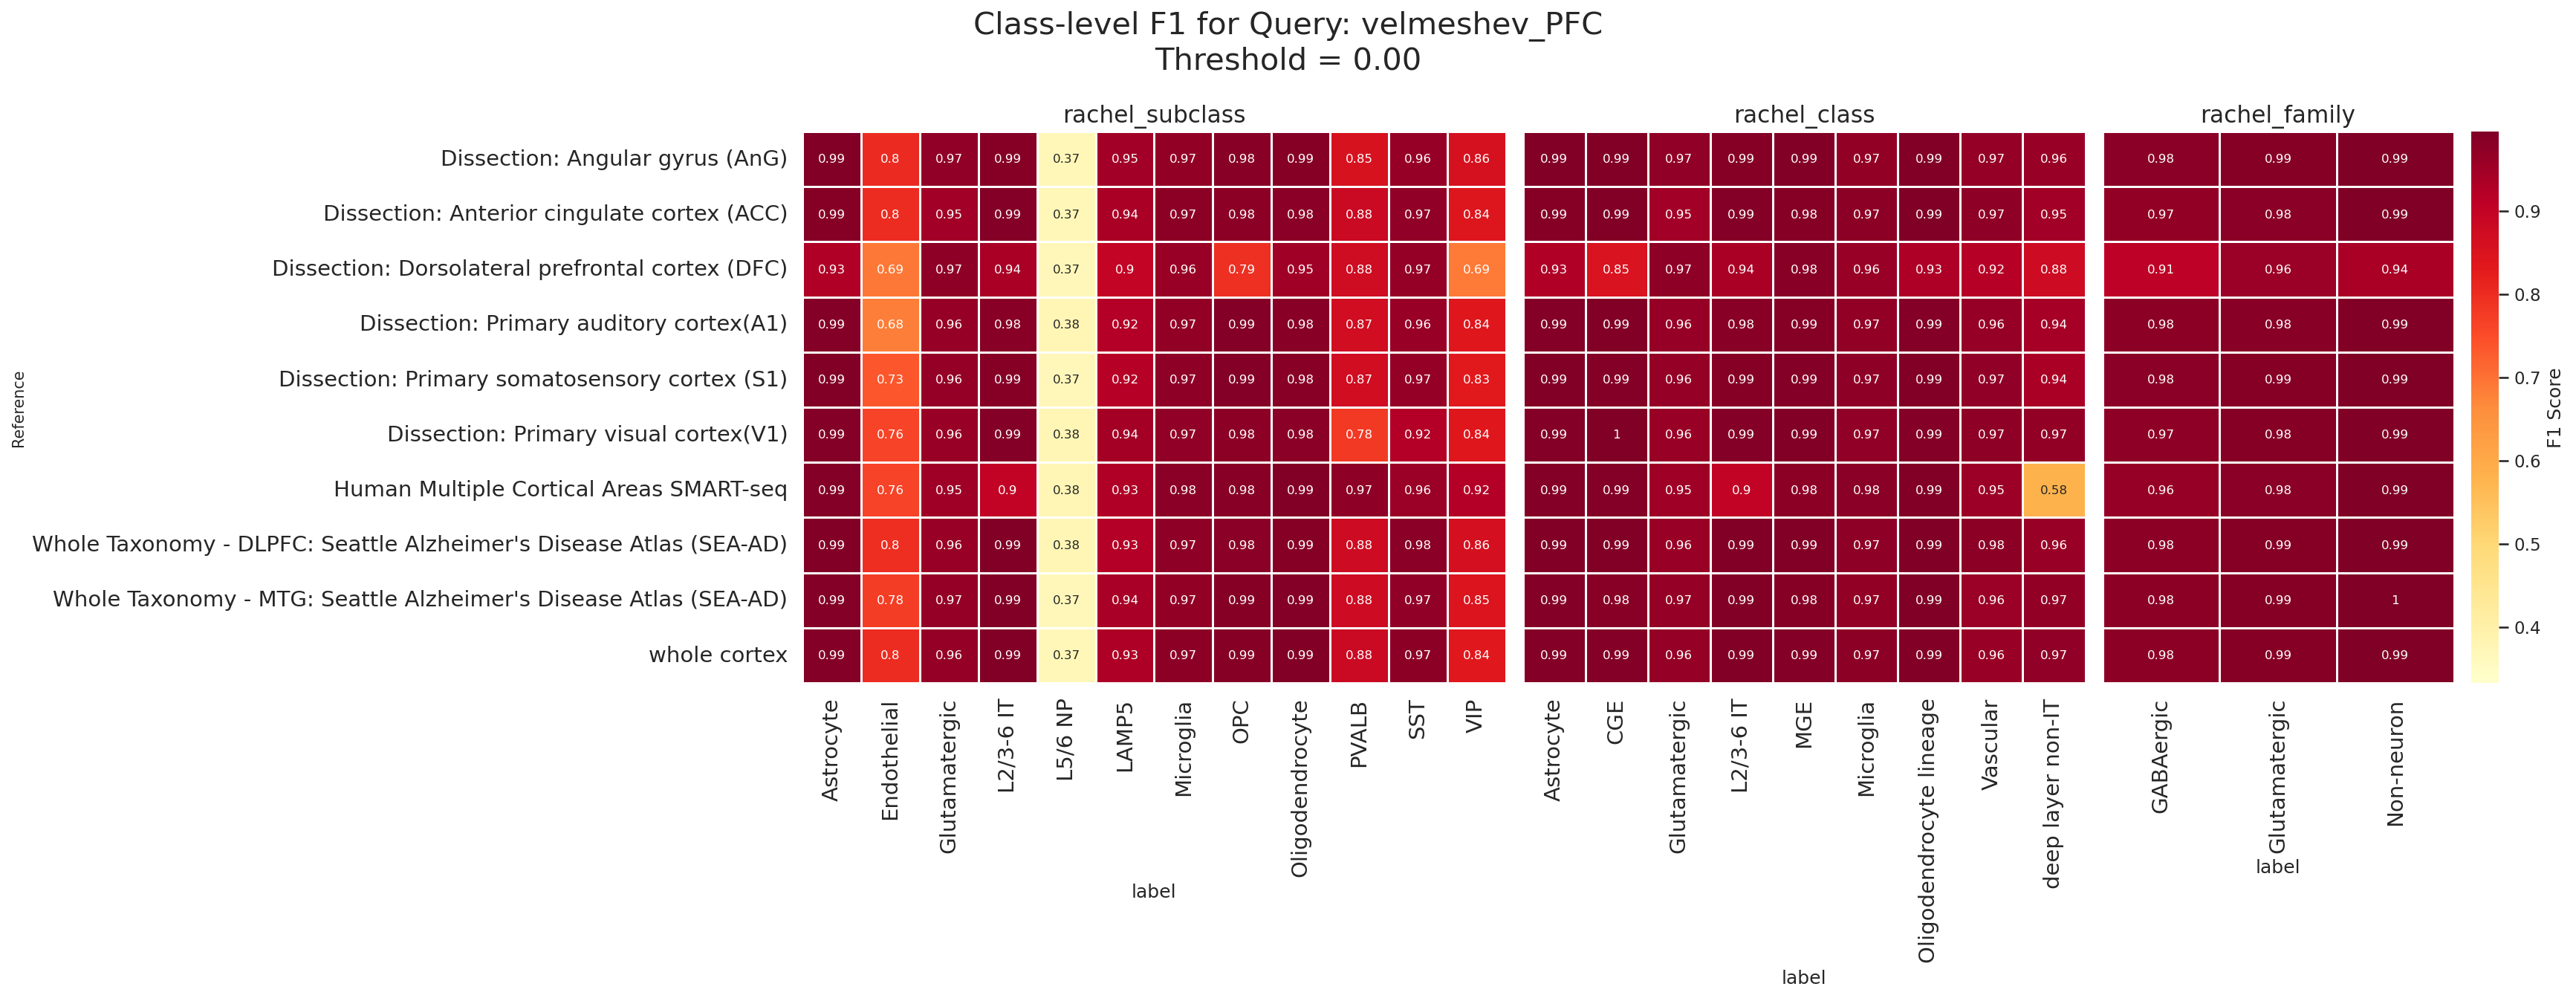 Class-level F1 for Query: velmeshev_PFC
Threshold = 0.00
rachel_subclass rachel_class rachel_family
Reference
Dissection: Angular gyrus (AnG) 0.99 0.8 0.97 0.99 0.37 0.95 0.97 0.98 0.99 0.85 0.96 0.86 0.99 0.99 0.97 0.99 0.99 0.97 0.99 0.97 0.96 0.98 0.99 0.99
Dissection: Anterior cingulate cortex (ACC) 0.99 0.8 0.95 0.99 0.37 0.94 0.97 0.98 0.98 0.88 0.97 0.84 0.99 0.99 0.95 0.99 0.98 0.97 0.99 0.97 0.95 0.97 0.98 0.99
Dissection: Dorsolateral prefrontal cortex (DFC) 0.93 0.69 0.97 0.94 0.37 0.9 0.96 0.79 0.95 0.88 0.97 0.69 0.93 0.85 0.97 0.94 0.98 0.96 0.93 0.92 0.88 0.91 0.96 0.94
Dissection: Primary auditory cortex(A1) 0.99 0.68 0.96 0.98 0.38 0.92 0.97 0.99 0.98 0.87 0.96 0.84 0.99 0.99 0.96 0.98 0.99 0.97 0.99 0.96 0.94 0.98 0.98 0.99
Dissection: Primary somatosensory cortex (S1) 0.99 0.73 0.96 0.99 0.37 0.92 0.97 0.99 0.98 0.87 0.97 0.83 0.99 0.99 0.96 0.99 0.99 0.97 0.99 0.97 0.94 0.98 0.99 0.99
Dissection: Primary visual cortex(V1) 0.99 0.76 0.96 0.99 0.38 0.94 0.97 0.98 0.98 0.78 0.92 0.84 0.99 1 0.96 0.99 0.99 0.97 0.99 0.97 0.97 0.97 0.98 0.99
Human Multiple Cortical Areas SMART-seq 0.99 0.76 0.95 0.9 0.38 0.93 0.98 0.98 0.99 0.97 0.96 0.92 0.99 0.99 0.95 0.9 0.98 0.98 0.99 0.95 0.58 0.96 0.98 0.99
Whole Taxonomy - DLPFC: Seattle Alzheimer's Disease Atlas (SEA-AD) 0.99 0.8 0.96 0.99 0.38 0.93 0.97 0.98 0.99 0.88 0.98 0.86 0.99 0.99 0.96 0.99 0.99 0.97 0.99 0.98 0.96 0.98 0.99 0.99
Whole Taxonomy - MTG: Seattle Alzheimer's Disease Atlas (SEA-AD) 0.99 0.78 0.97 0.99 0.37 0.94 0.97 0.99 0.99 0.88 0.97 0.85 0.99 0.98 0.97 0.99 0.98 0.97 0.99 0.96 0.97 0.98 0.99 1
whole cortex 0.99 0.8 0.96 0.99 0.37 0.93 0.97 0.99 0.99 0.88 0.97 0.84 0.99 0.99 0.96 0.99 0.99 0.97 0.99 0.96 0.97 0.98 0.99 0.99
Astrocyte
Endothelial
Glutamatergic
L2/3-6 IT
L5/6 NP
LAMP5
Microglia
OPC
Oligodendrocyte
PVALB
SST
VIP
label
Astrocyte
CGE
Glutamatergic
L2/3-6 IT
MGE
Microglia
Oligodendrocyte lineage
Vascular
deep layer non-IT
label
GABAergic
Glutamatergic
Non-neuron
label
0.9
0.8
0.7
0.6
0.5
0.4
F1 Score